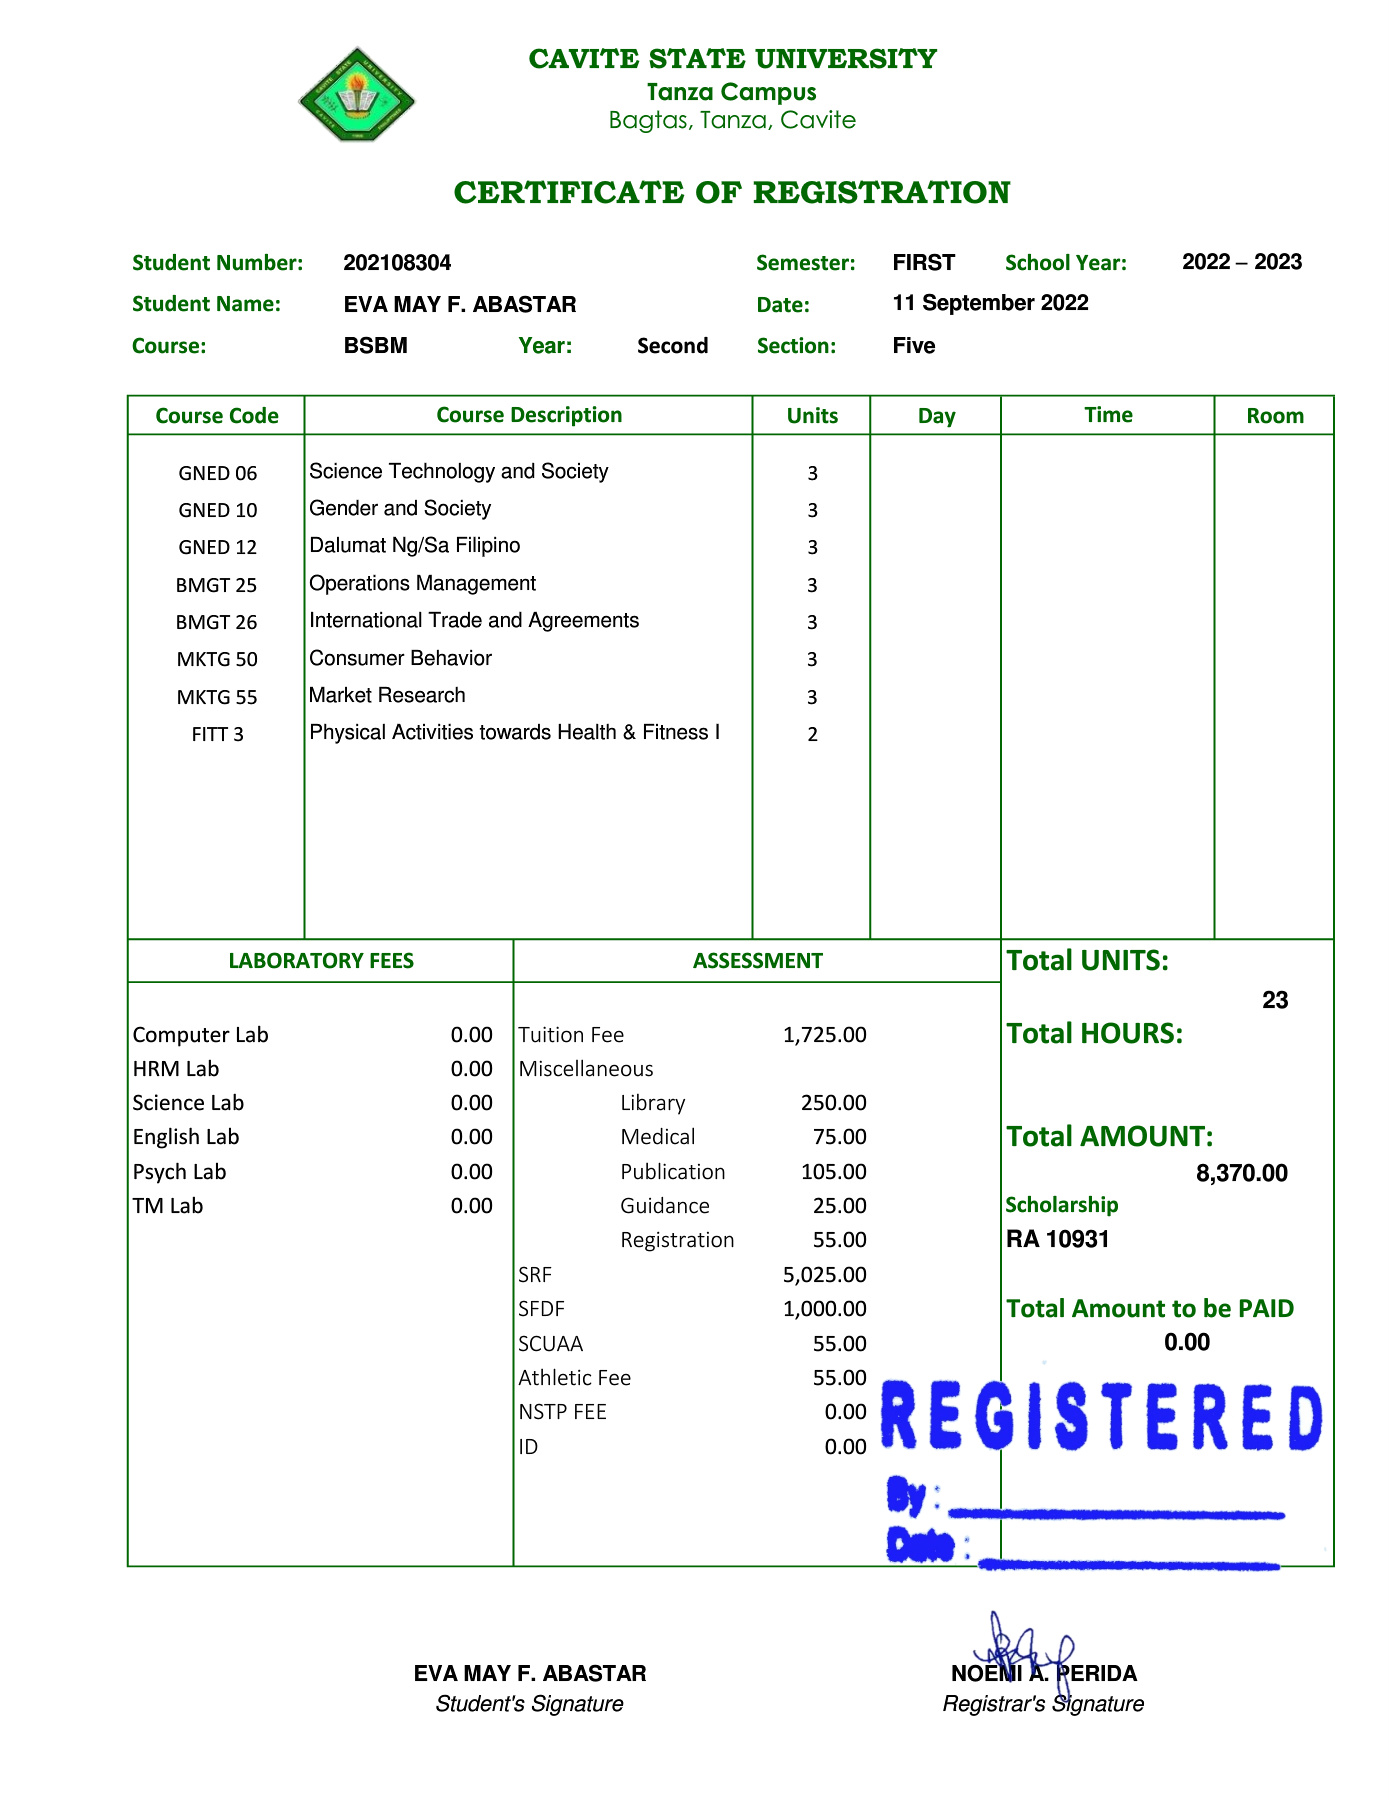 CAVITE STATE UNIVERSITY
Tanza Campus
Bagtas, Tanza, Cavite
CERTIFICATE OF REGISTRATION
Student Number: 202108304 Semester: FIRST School Year: 2022 – 2023
Student Name: EVA MAY F. ABASTAR Date: 11 September 2022
Course: BSBM Year: Second Section: Five
Course Code Course Description Units Day Time Room
GNED 06 Science Technology and Society 3
GNED 10 Gender and Society 3
GNED 12 Dalumat Ng/Sa Filipino 3
BMGT 25 Operations Management 3
BMGT 26 International Trade and Agreements 3
MKTG 50 Consumer Behavior 3
MKTG 55 Market Research 3
FITT 3 Physical Activities towards Health & Fitness I 2
LABORATORY FEES ASSESSMENT Total UNITS:
23
Computer Lab 0.00 Tuition Fee 1,725.00 Total HOURS:
HRM Lab 0.00 Miscellaneous
Science Lab 0.00 Library 250.00
English Lab 0.00 Medical 75.00 Total AMOUNT:
Psych Lab 0.00 Publication 105.00 8,370.00
TM Lab 0.00 Guidance 25.00 Scholarship
Registration 55.00 RA 10931
SRF 5,025.00
SFDF 1,000.00 Total Amount to be PAID
SCUAA 55.00 0.00
Athletic Fee 55.00
NSTP FEE 0.00 REGISTERED
ID 0.00
By :
Date :
EVA MAY F. ABASTAR NOEMI A. PERIDA
Student's Signature Registrar's Signature